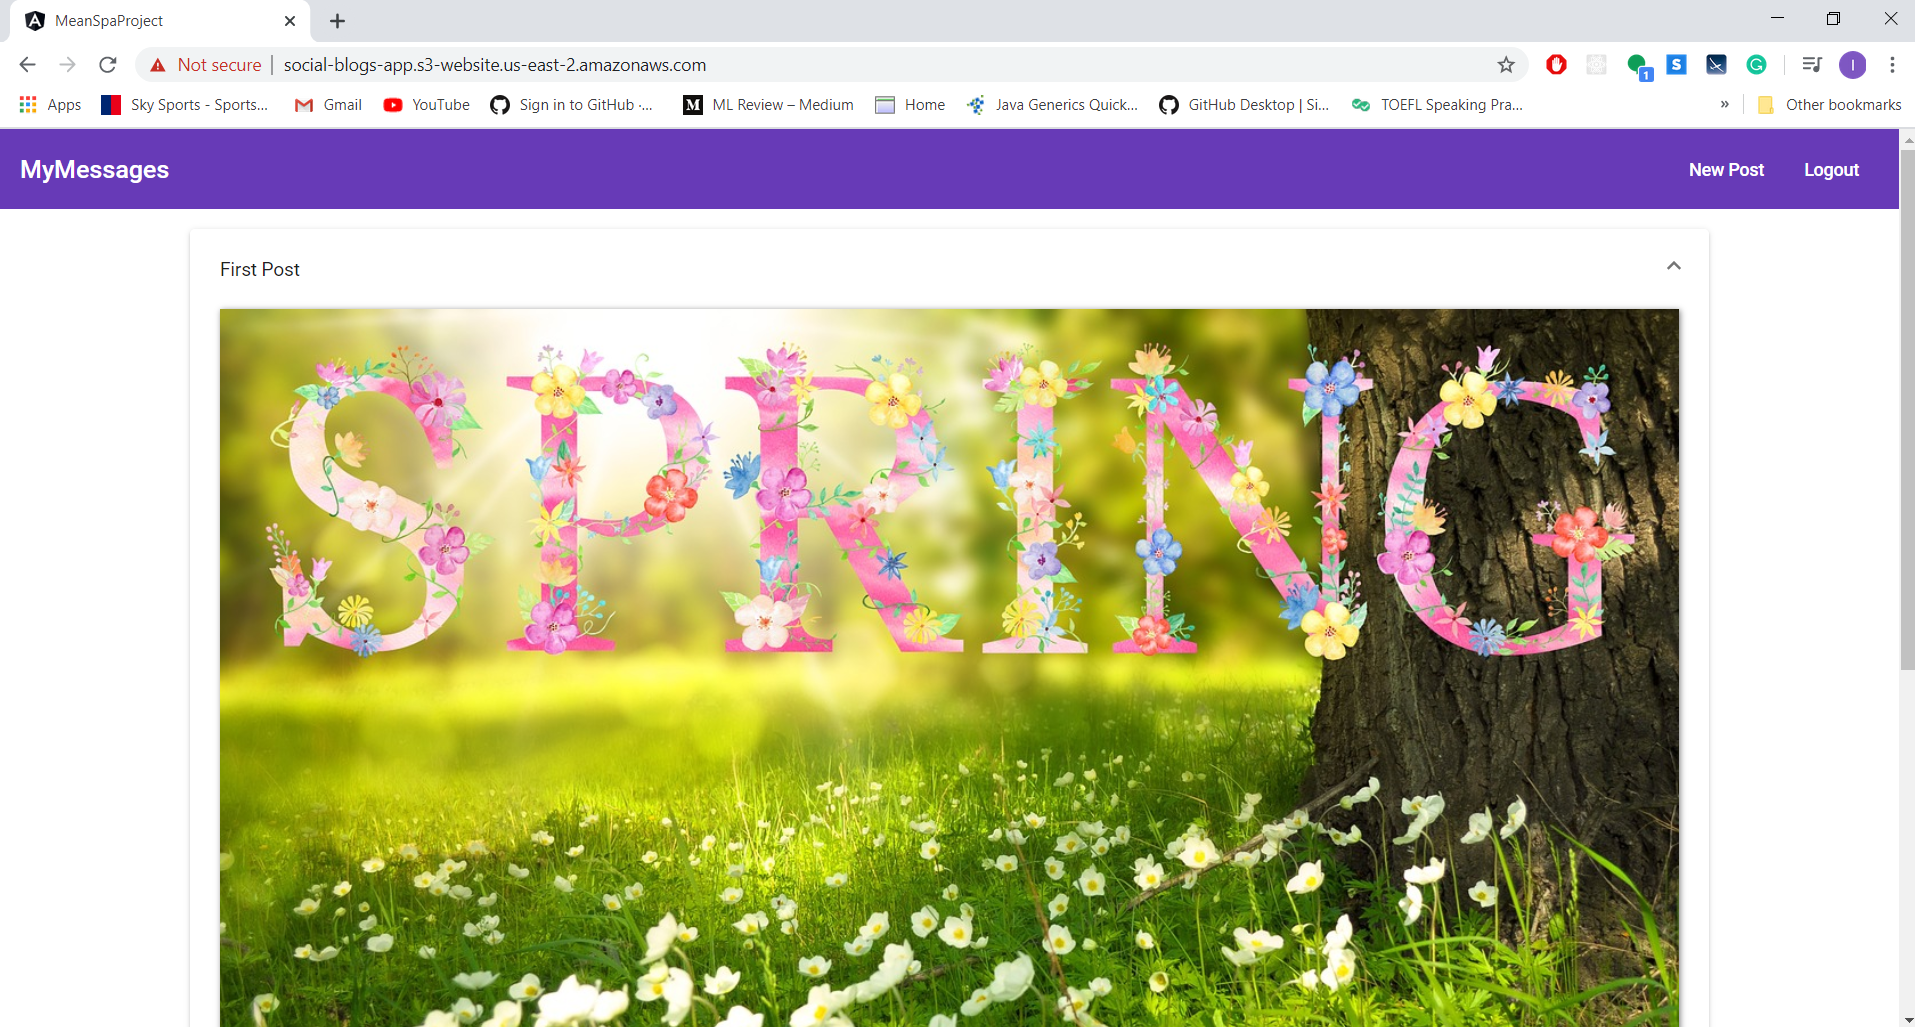 MeanSpaProject
Not secure social-blogs-app.s3-website.us-east-2.amazonaws.com
S
1
I
Apps Sky Sports - Sports... Gmail YouTube Sign in to GitHub ·... M ML Review – Medium Home Java Generics Quick... GitHub Desktop | Si... TOEFL Speaking Pra... » Other bookmarks
MyMessages New Post Logout
First Post
SPRING